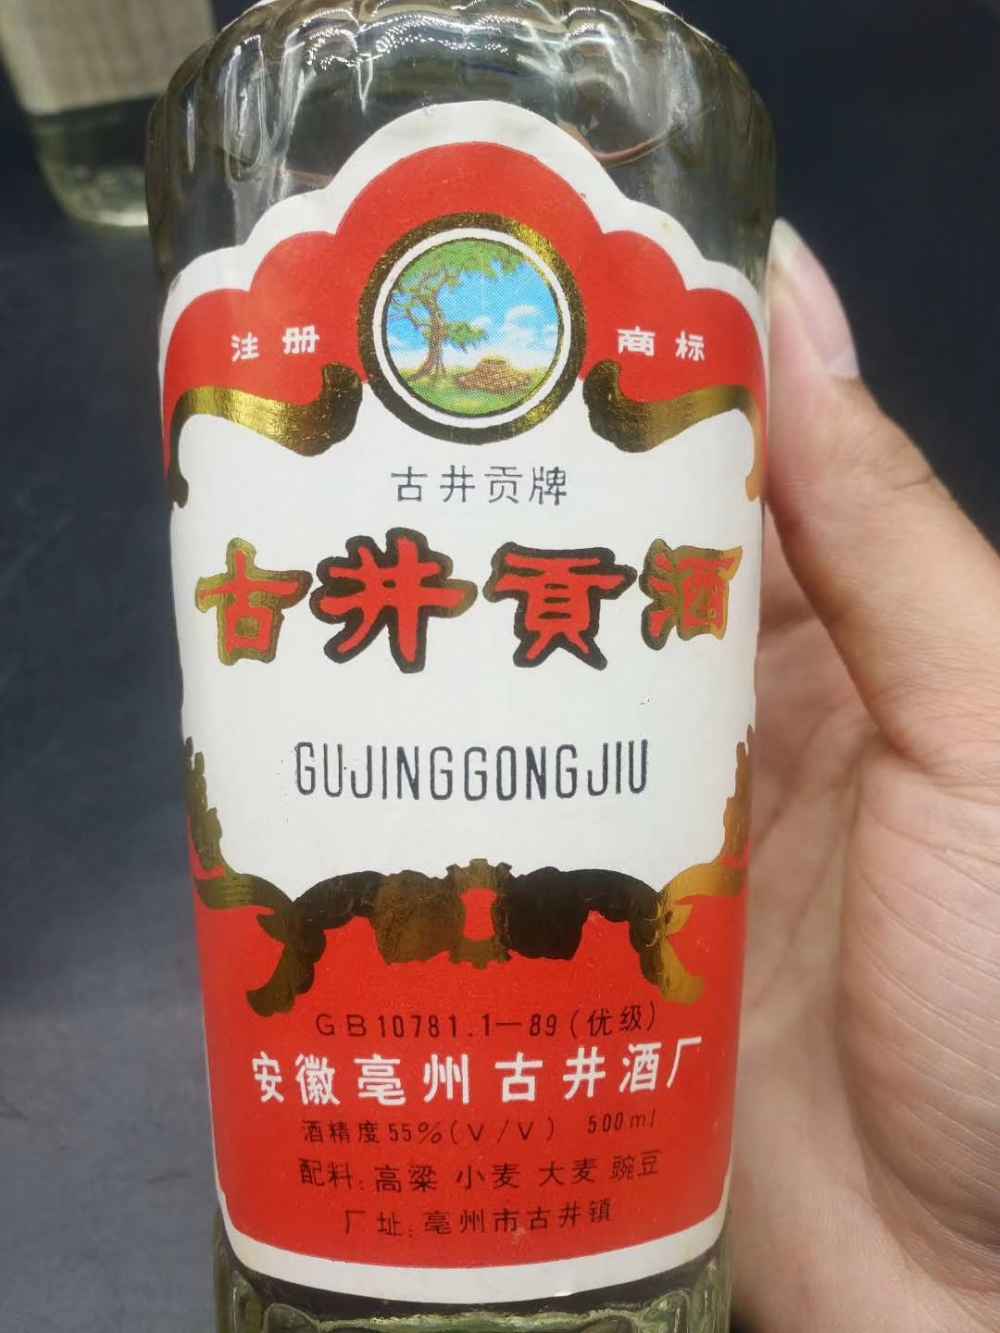 注册 商标
古井贡牌
古井贡酒
GUJINGGONGJIU
GB10781.1—89(优级)
安徽亳州古井酒厂
酒精度55%(V/V) 500ml
配料:高粱 小麦 大麦 豌豆
厂址:亳州市古井镇